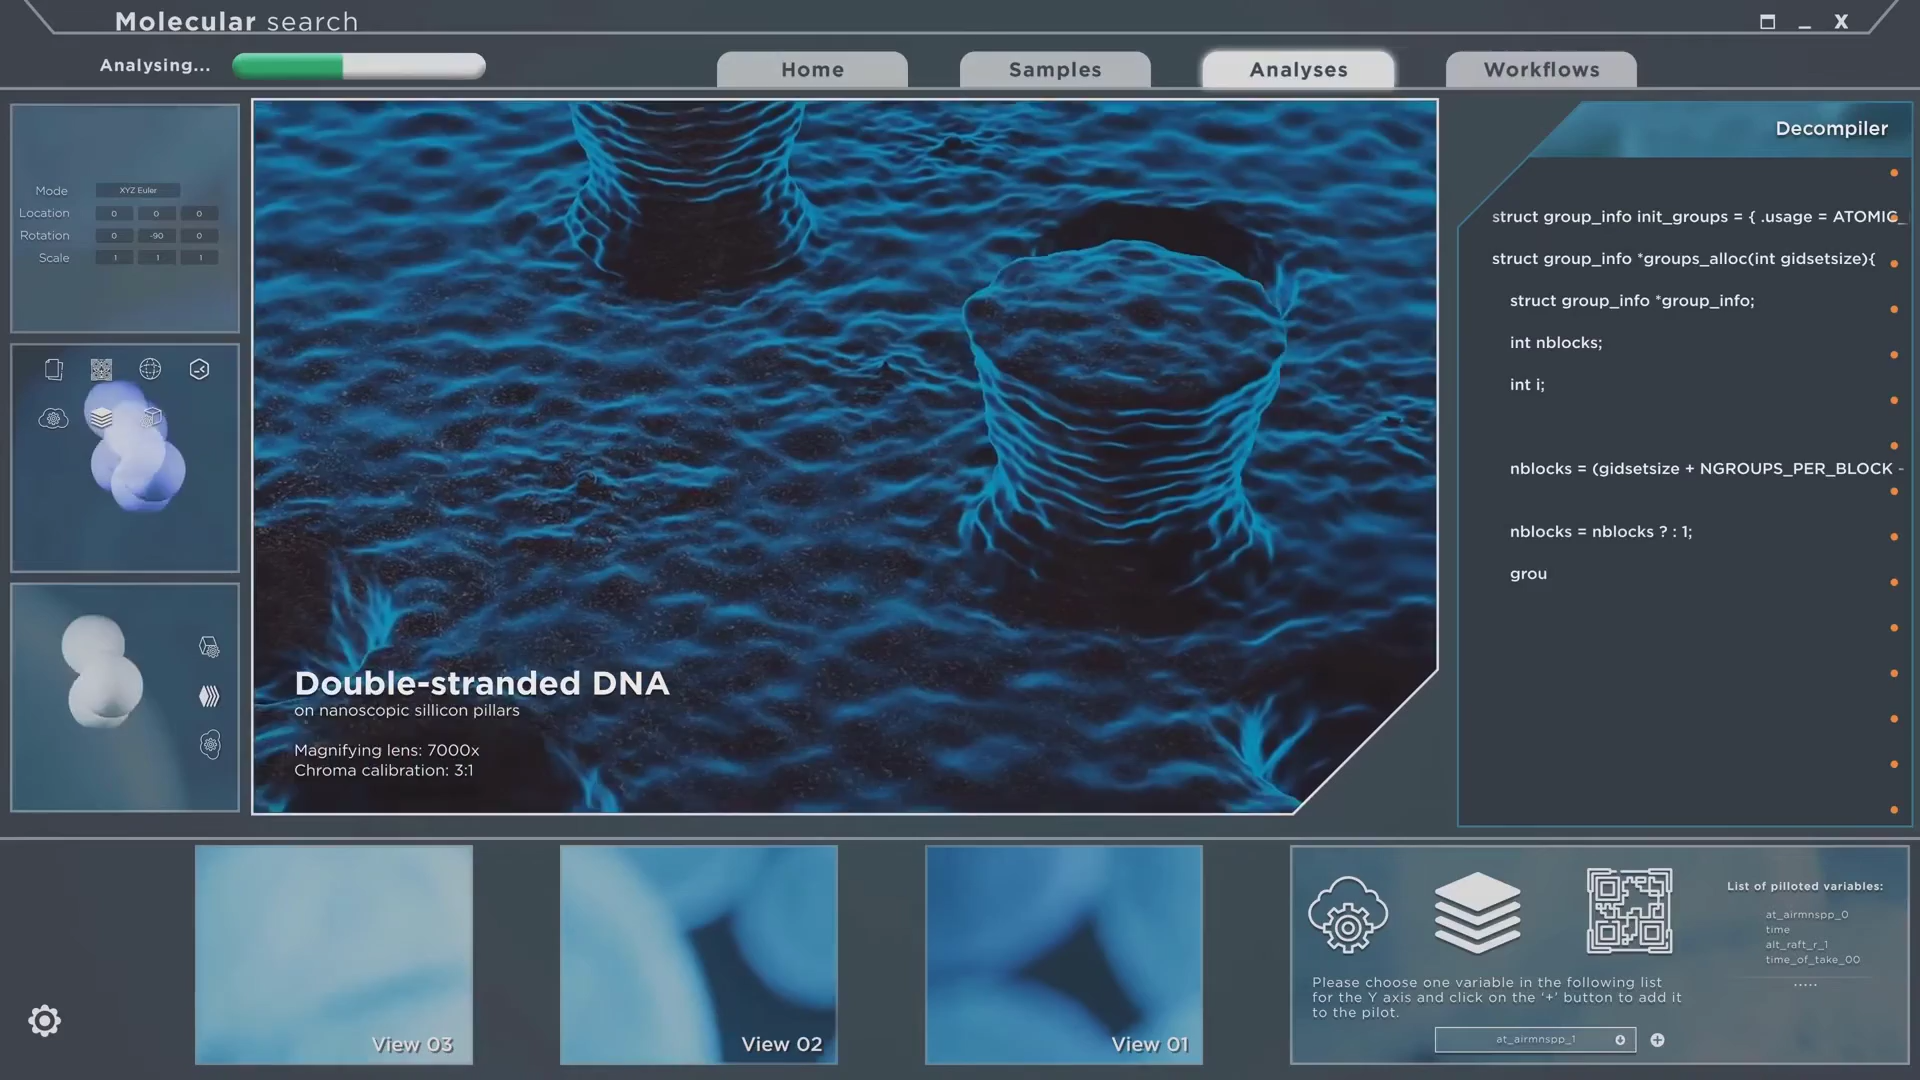 Molecular search
X
Analysing...
Home
Samples
Analyses
Workflows
Mode
XYZ Euler
Location
0 0 0
Rotation
0 -90 0
Scale
1 1 1
Double-stranded DNA
on nanoscopic sillicon pillars
Magnifying lens: 7000x
Chroma calibration: 3:1
Decompiler
struct group_info init_groups = { .usage = ATOMIC_
struct group_info *groups_alloc(int gidsetsize){
struct group_info *group_info;
int nblocks;
int i;
nblocks = (gidsetsize + NGROUPS_PER_BLOCK -
nblocks = nblocks ? : 1;
grou
View 03
View 02
View 01
Please choose one variable in the following list
for the Y axis and click on the '+' button to add it
to the pilot.
at_airmnspp_1
List of pilloted variables:
at_airmnspp_0
time
alt_raft_r_1
time_of_take_00
.....